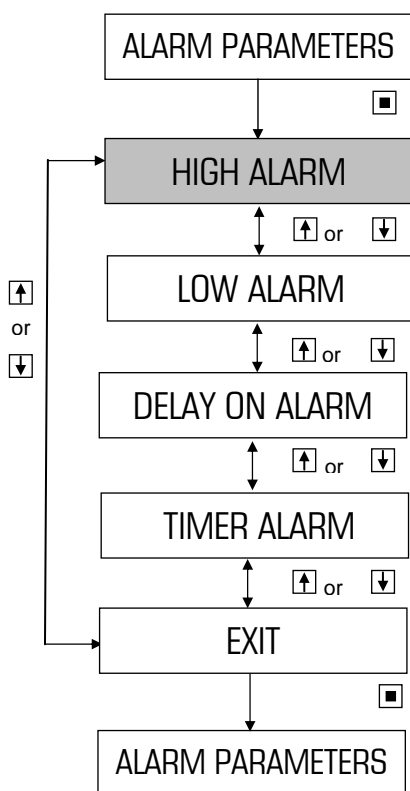 ALARM PARAMETERS
HIGH ALARM
or
LOW ALARM
or
or
DELAY ON ALARM
or
TIMER ALARM
or
EXIT
ALARM PARAMETERS